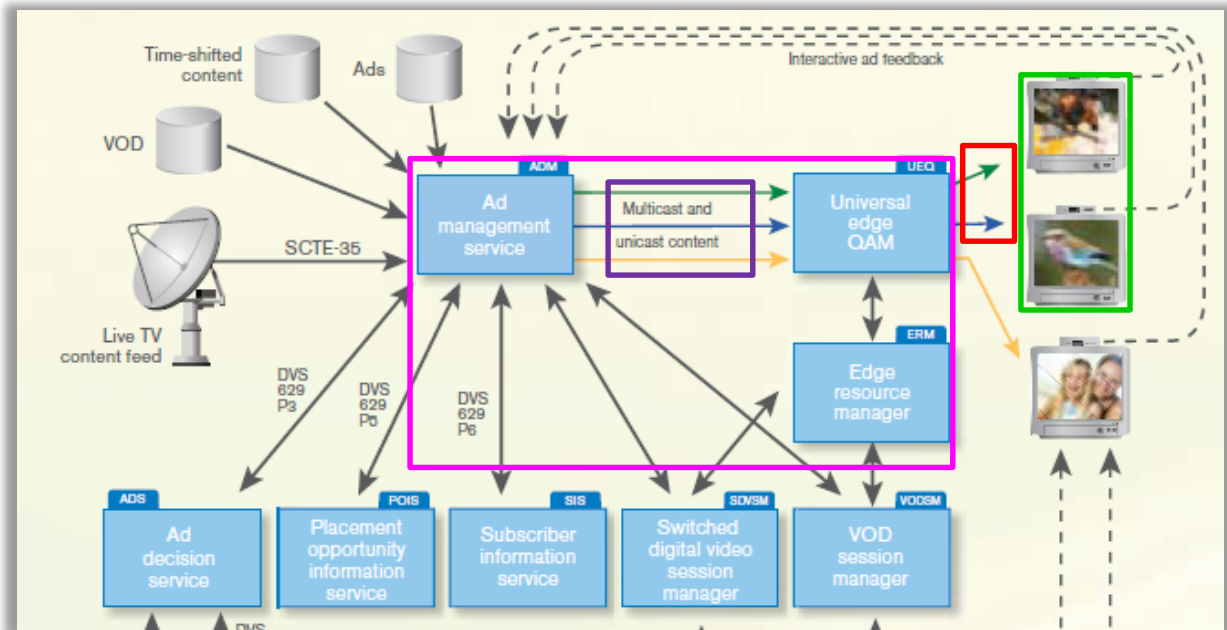 Time-shifted
content
Ads
Interactive ad feedback
VOD
ADM
UEQ
Ad
management
service
Multicast and
unicast content
Universal
edge
QAM
SCTE-35
Live TV
content feed
DVS
629
P3
DVS
629
P5
DVS
629
P6
ERM
Edge
resource
manager
ADS
Ad
decision
service
POIS
Placement
opportunity
information
service
SIS
Subscriber
information
service
SDVSM
Switched
digital video
session
manager
VODSM
VOD
session
manager
DVS